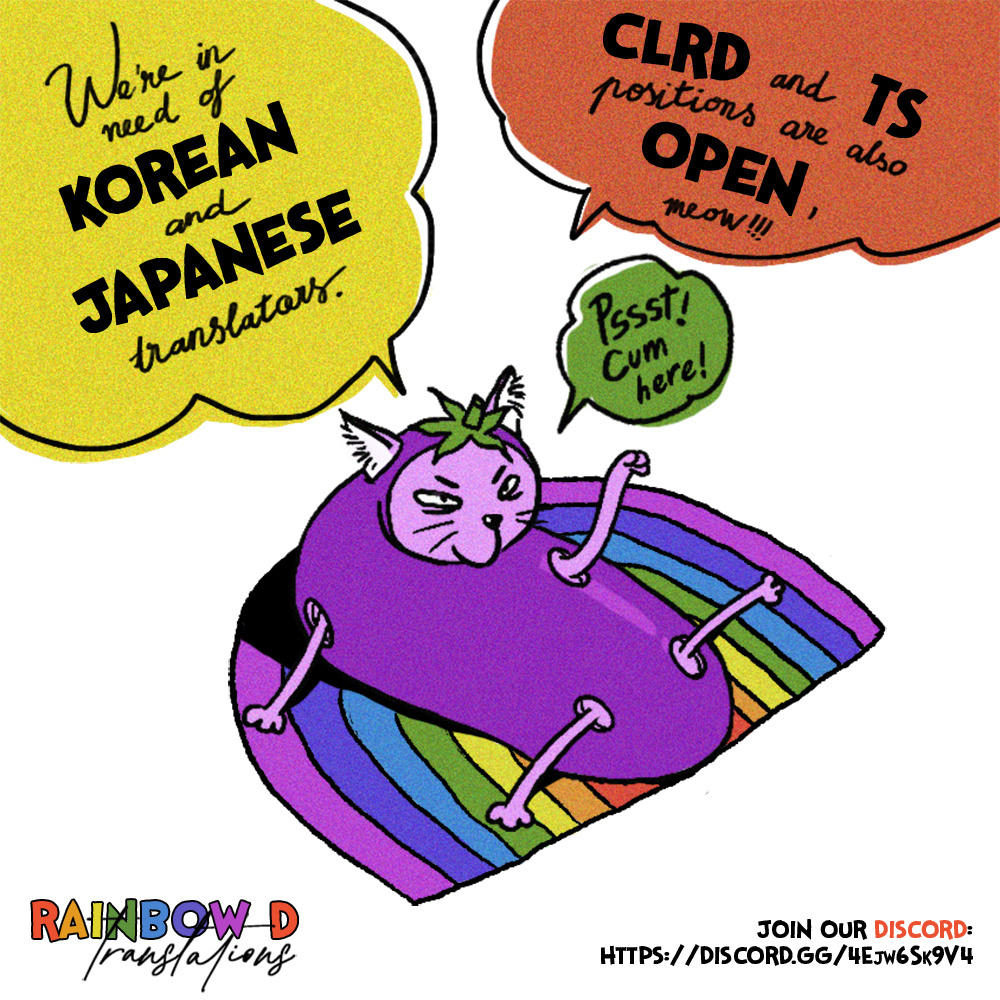 We're in
need of
KOREAN
and
JAPANESE
translators.
CLRD and TS
positions are also
OPEN,
meow!!!
Pssst!
Cum
here!
RAINBOW D
Translations
JOIN OUR DISCORD:
HTTPS://DISCORD.GG/4EJW6SK9V4